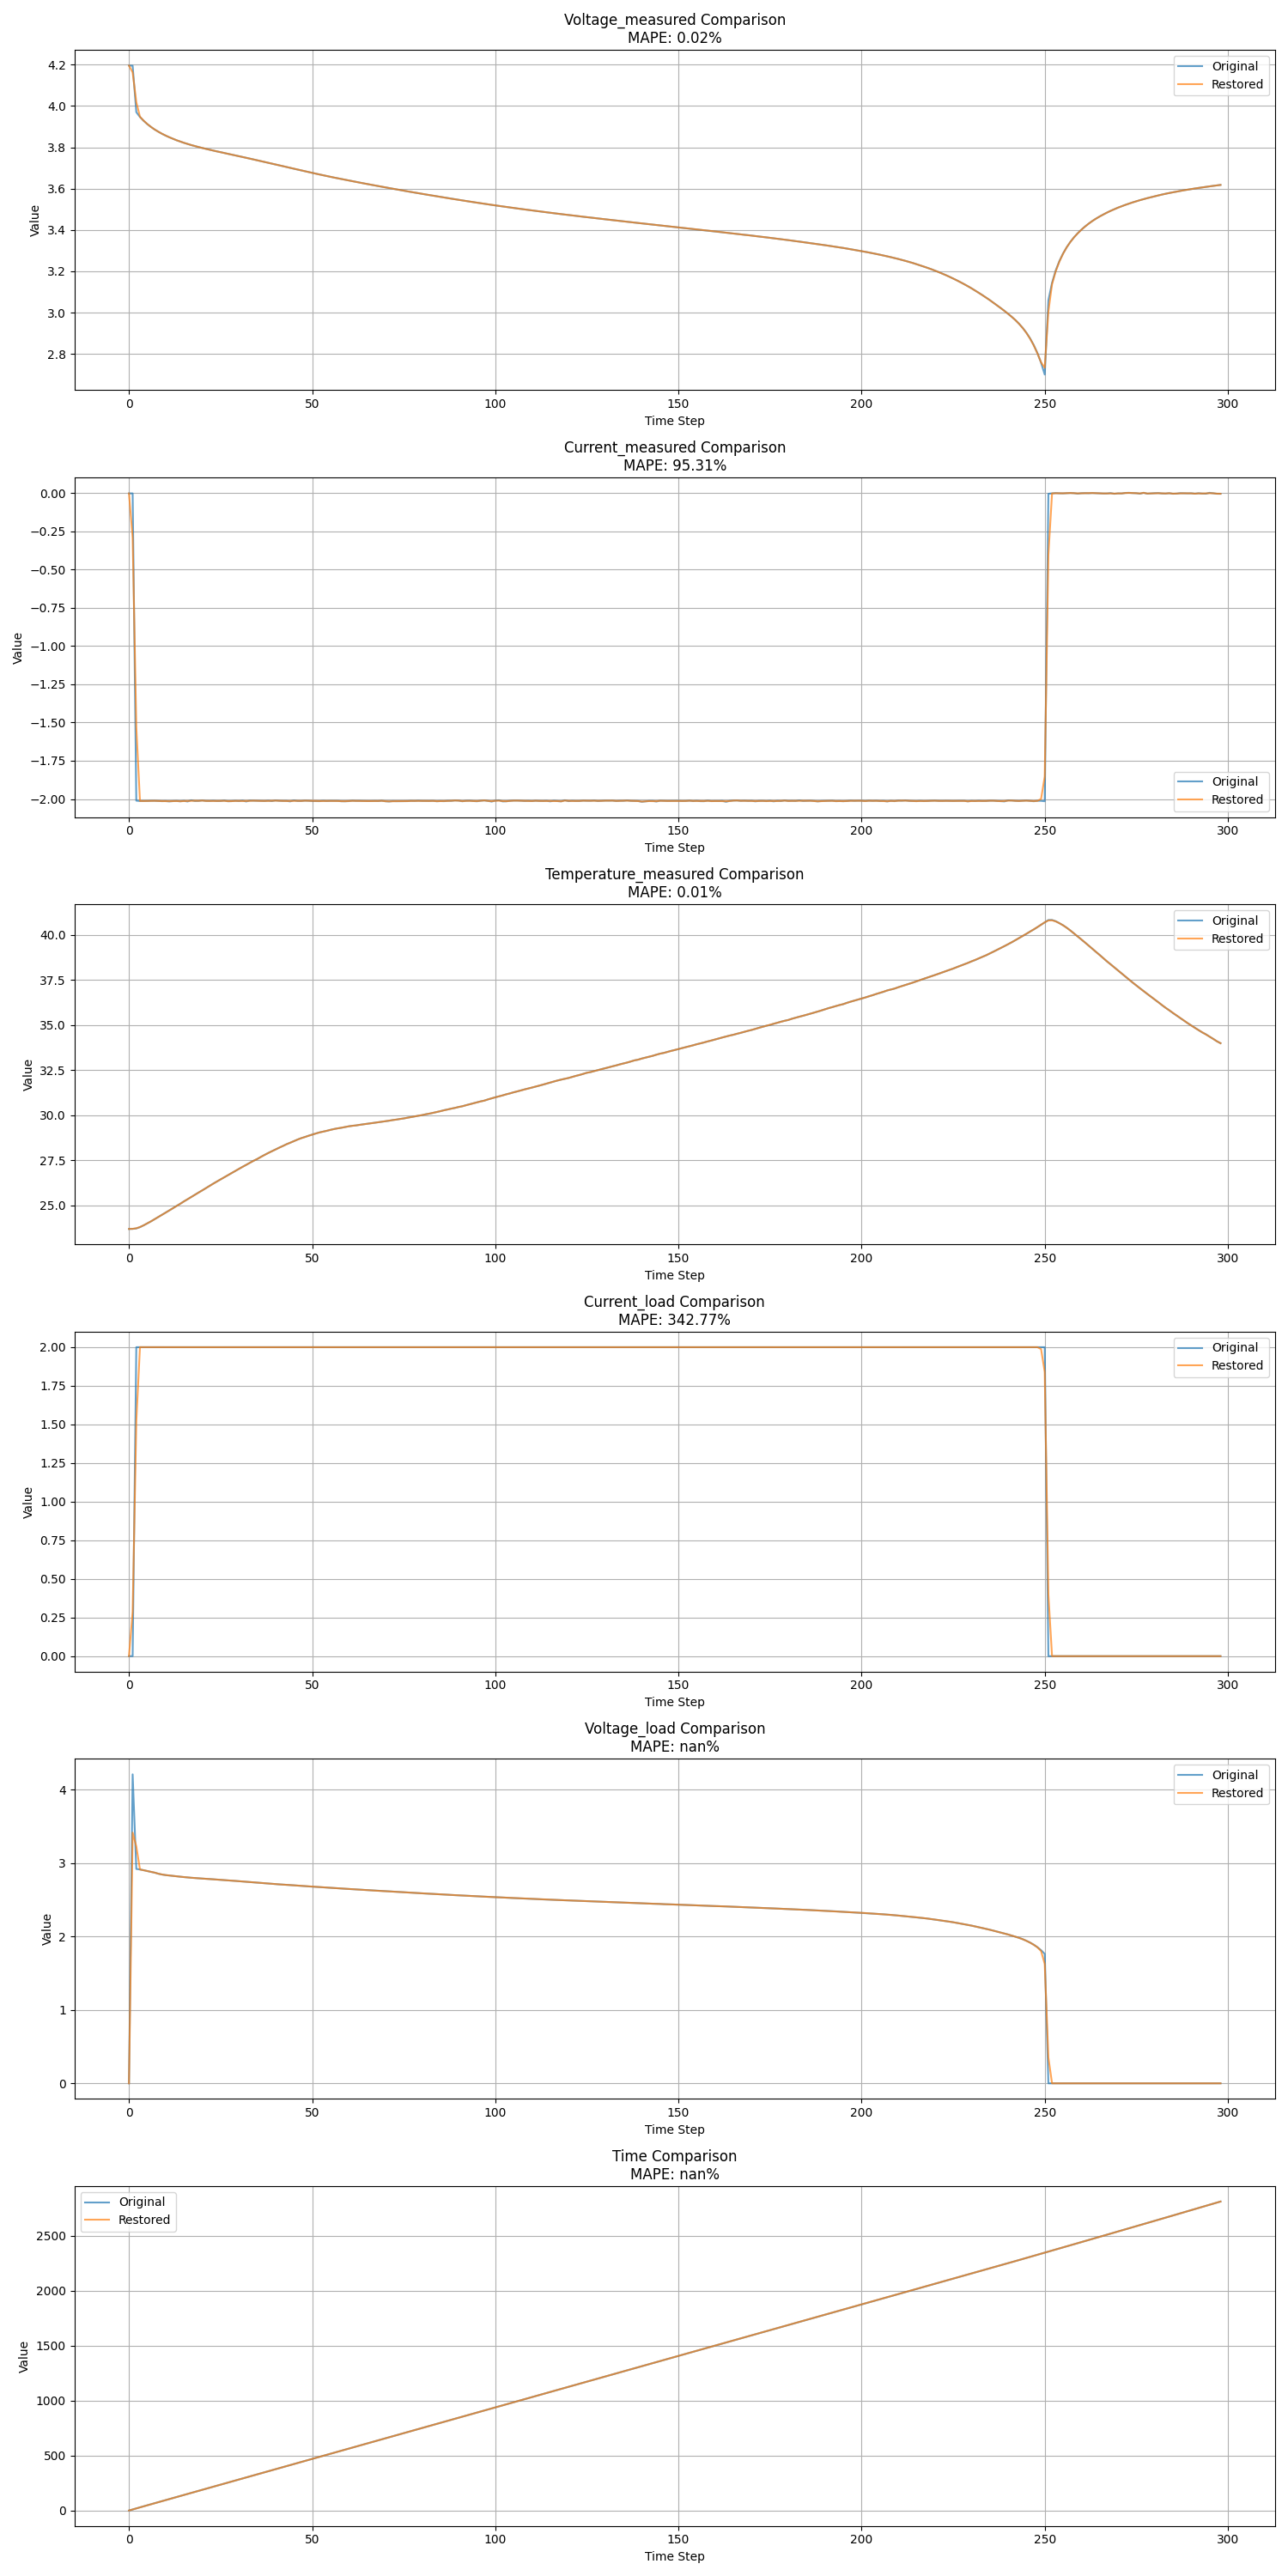 Voltage_measured Comparison
MAPE: 0.02%
Original
Restored
4.2
4.0
3.8
3.6
3.4
3.2
3.0
2.8
Value
0 50 100 150 200 250 300
Time Step
Current_measured Comparison
MAPE: 95.31%
0.00
−0.25
−0.50
−0.75
−1.00
−1.25
−1.50
−1.75
−2.00
Value
Original
Restored
0 50 100 150 200 250 300
Time Step
Temperature_measured Comparison
MAPE: 0.01%
Original
Restored
40.0
37.5
35.0
32.5
30.0
27.5
25.0
Value
0 50 100 150 200 250 300
Time Step
Current_load Comparison
MAPE: 342.77%
Original
Restored
2.00
1.75
1.50
1.25
1.00
0.75
0.50
0.25
0.00
Value
0 50 100 150 200 250 300
Time Step
Voltage_load Comparison
MAPE: nan%
Original
Restored
4
3
2
1
0
Value
0 50 100 150 200 250 300
Time Step
Time Comparison
MAPE: nan%
Original
Restored
2500
2000
1500
1000
500
0
Value
0 50 100 150 200 250 300
Time Step